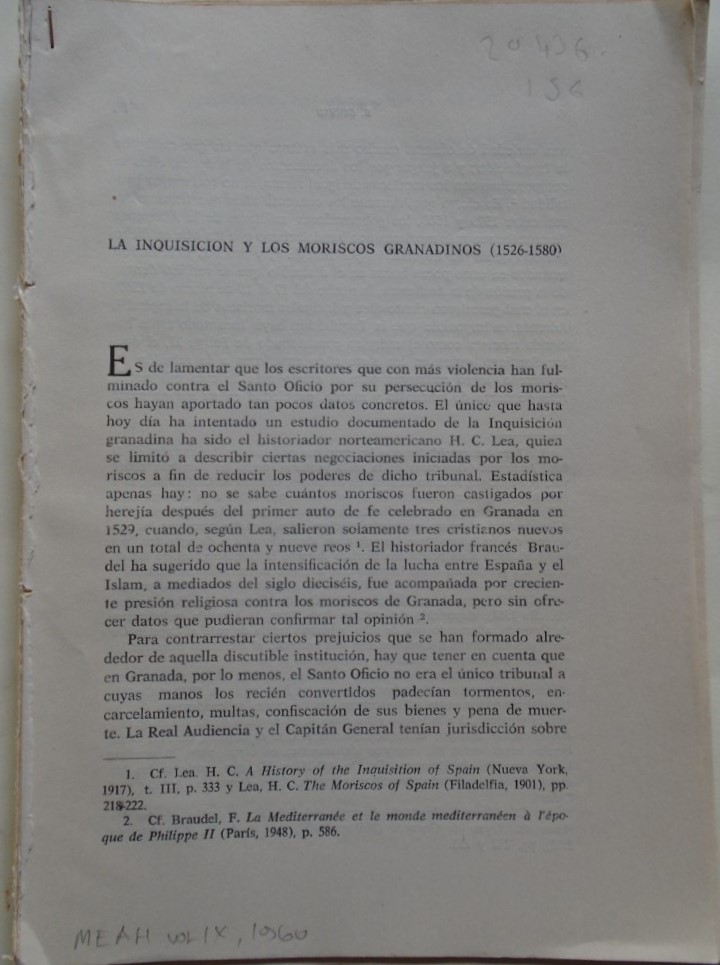 20.436.
156
LA INQUISICION Y LOS MORISCOS GRANADINOS (1526-1580)
ES de lamentar que los escritores que con más violencia han ful-
minado contra el Santo Oficio por su persecución de los moris-
cos hayan aportado tan pocos datos concretos. El único que hasta
hoy día ha intentado un estudio documentado de la Inquisición
granadina ha sido el historiador norteamericano H. C. Lea, quien
se limitó a describir ciertas negociaciones iniciadas por los mo-
riscos a fin de reducir los poderes de dicho tribunal. Estadística
apenas hay: no se sabe cuántos moriscos fueron castigados por
herejía después del primer auto de fe celebrado en Granada en
1529, cuando, según Lea, salieron solamente tres cristianos nuevos
en un total de ochenta y nueve reos ¹. El historiador francés Brau-
del ha sugerido que la intensificación de la lucha entre España y el
Islam, a mediados del siglo dieciséis, fue acompañada por crecien-
te presión religiosa contra los moriscos de Granada, pero sin ofre-
cer datos que pudieran confirmar tal opinión ².
Para contrarrestar ciertos prejuicios que se han formado alre-
dedor de aquella discutible institución, hay que tener en cuenta que
en Granada, por lo menos, el Santo Oficio no era el único tribunal a
cuyas manos los recién convertidos padecían tormentos, en-
carcelamiento, multas, confiscación de sus bienes y pena de muer-
te. La Real Audiencia y el Capitán General tenían jurisdicción sobre
1. Cf. Lea. H. C. A History of the Inquisition of Spain (Nueva York,
1917), t. III, p. 333 y Lea, H. C. The Moriscos of Spain (Filadelfia, 1901), pp.
218-222.
2. Cf. Braudel, F. La Mediterranée et le monde mediterranéen à l'épo-
que de Philippe II (París, 1948), p. 586.
MEAH vol IX, 1960